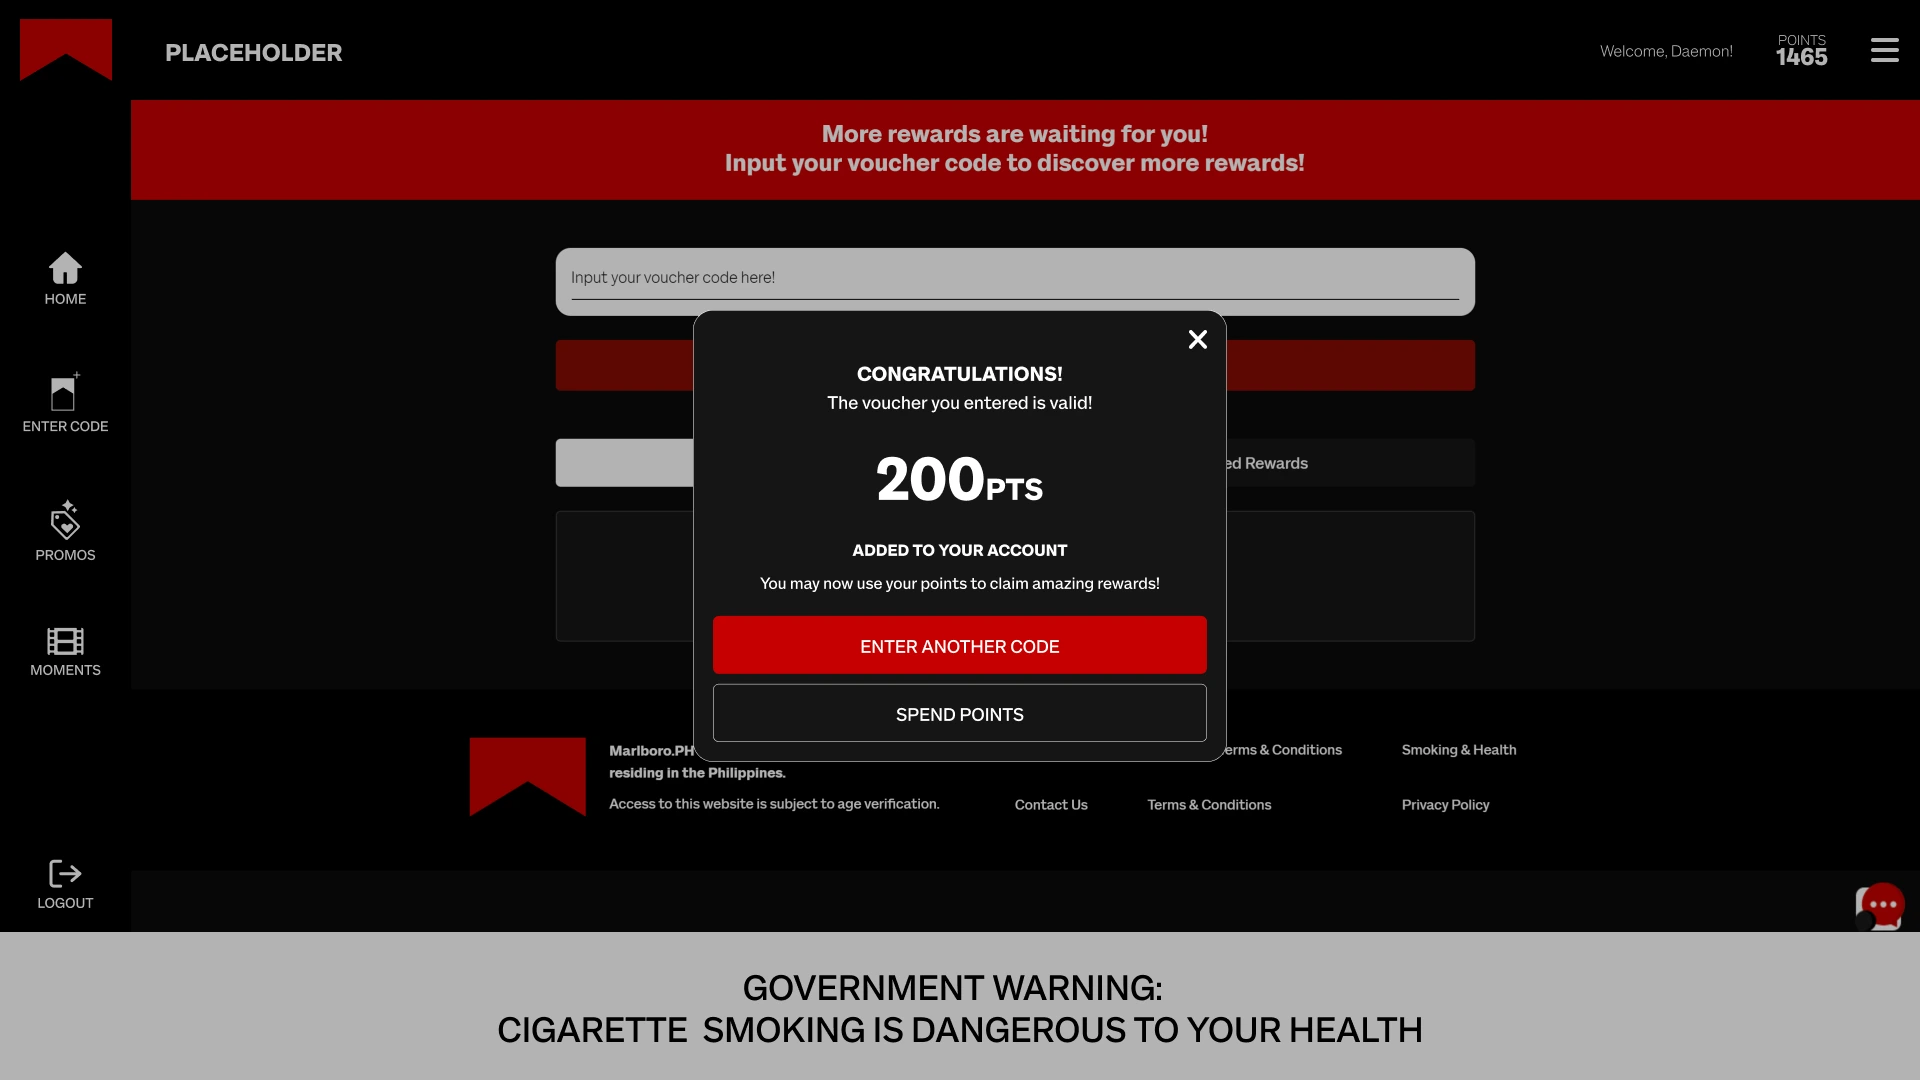 PLACEHOLDER
Welcome, Daemon!
POINTS
1465
More rewards are waiting for you!
Input your voucher code to discover more rewards!
HOME
ENTER CODE
PROMOS
MOMENTS
LOGOUT
Input your voucher code here!
CONGRATULATIONS!
The voucher you entered is valid!
200PTS
ADDED TO YOUR ACCOUNT
You may now use your points to claim amazing rewards!
ENTER ANOTHER CODE
SPEND POINTS
Rewards
Marlboro.PH
residing in the Philippines.
Access to this website is subject to age verification.
Contact Us
& Conditions
Terms & Conditions
Smoking & Health
Privacy Policy
GOVERNMENT WARNING:
CIGARETTE SMOKING IS DANGEROUS TO YOUR HEALTH